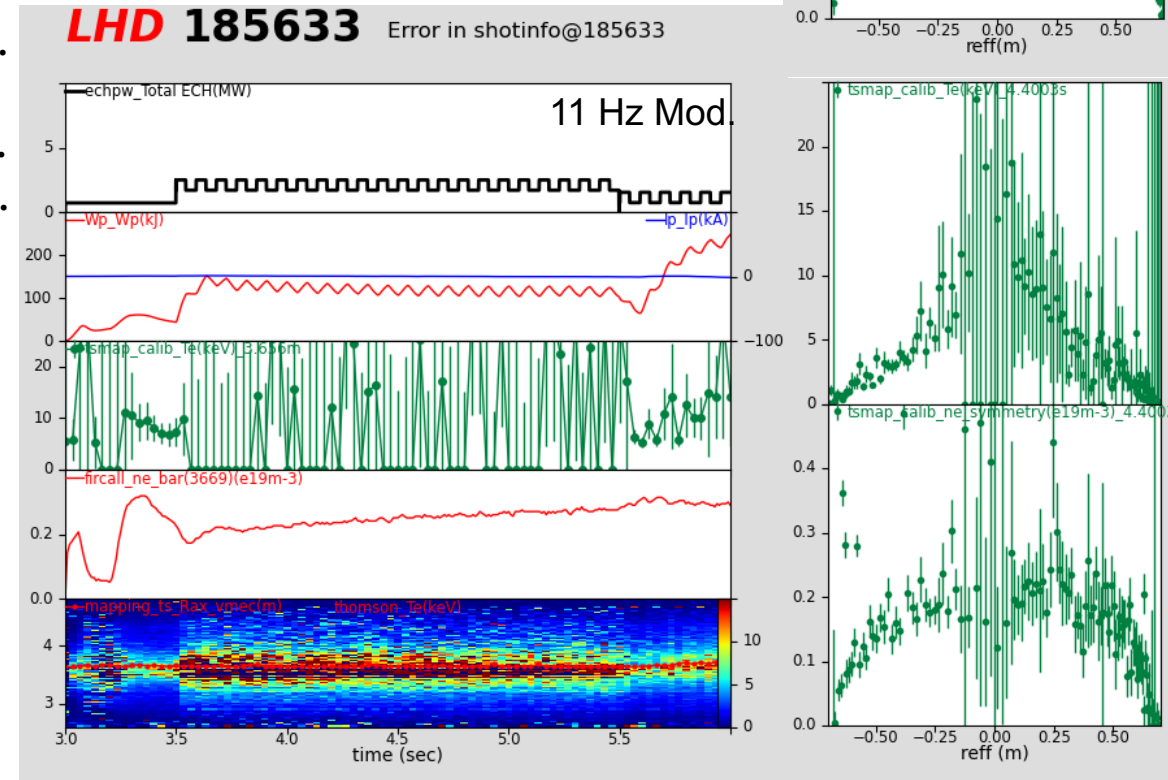 LHD 185633 Error in shotinfo@185633
echpw_Total ECH(MW)
11 Hz Mod.
5
0
Wp_Wp(kJ)
Ip_Ip(kA)
200
100
0
0
−100
tsmap_calib_Te(keV)_3.656m
20
10
0
fircall_ne_bar(3669)(e19m-3)
0.2
0.0
mapping_ts_Rax_vmec(m) thomson_Te(keV)
4
3
10
5
0
3.0 3.5 4.0 4.5 5.0 5.5
time (sec)
0.0
−0.50 −0.25 0.00 0.25 0.50
reff(m)
tsmap_calib_Te(keV)_4.4003s
20
15
10
5
0
tsmap_calib_ne_symmetry(e19m-3)_4.400
0.4
0.3
0.2
0.1
0.0
−0.50 −0.25 0.00 0.25 0.50
reff (m)